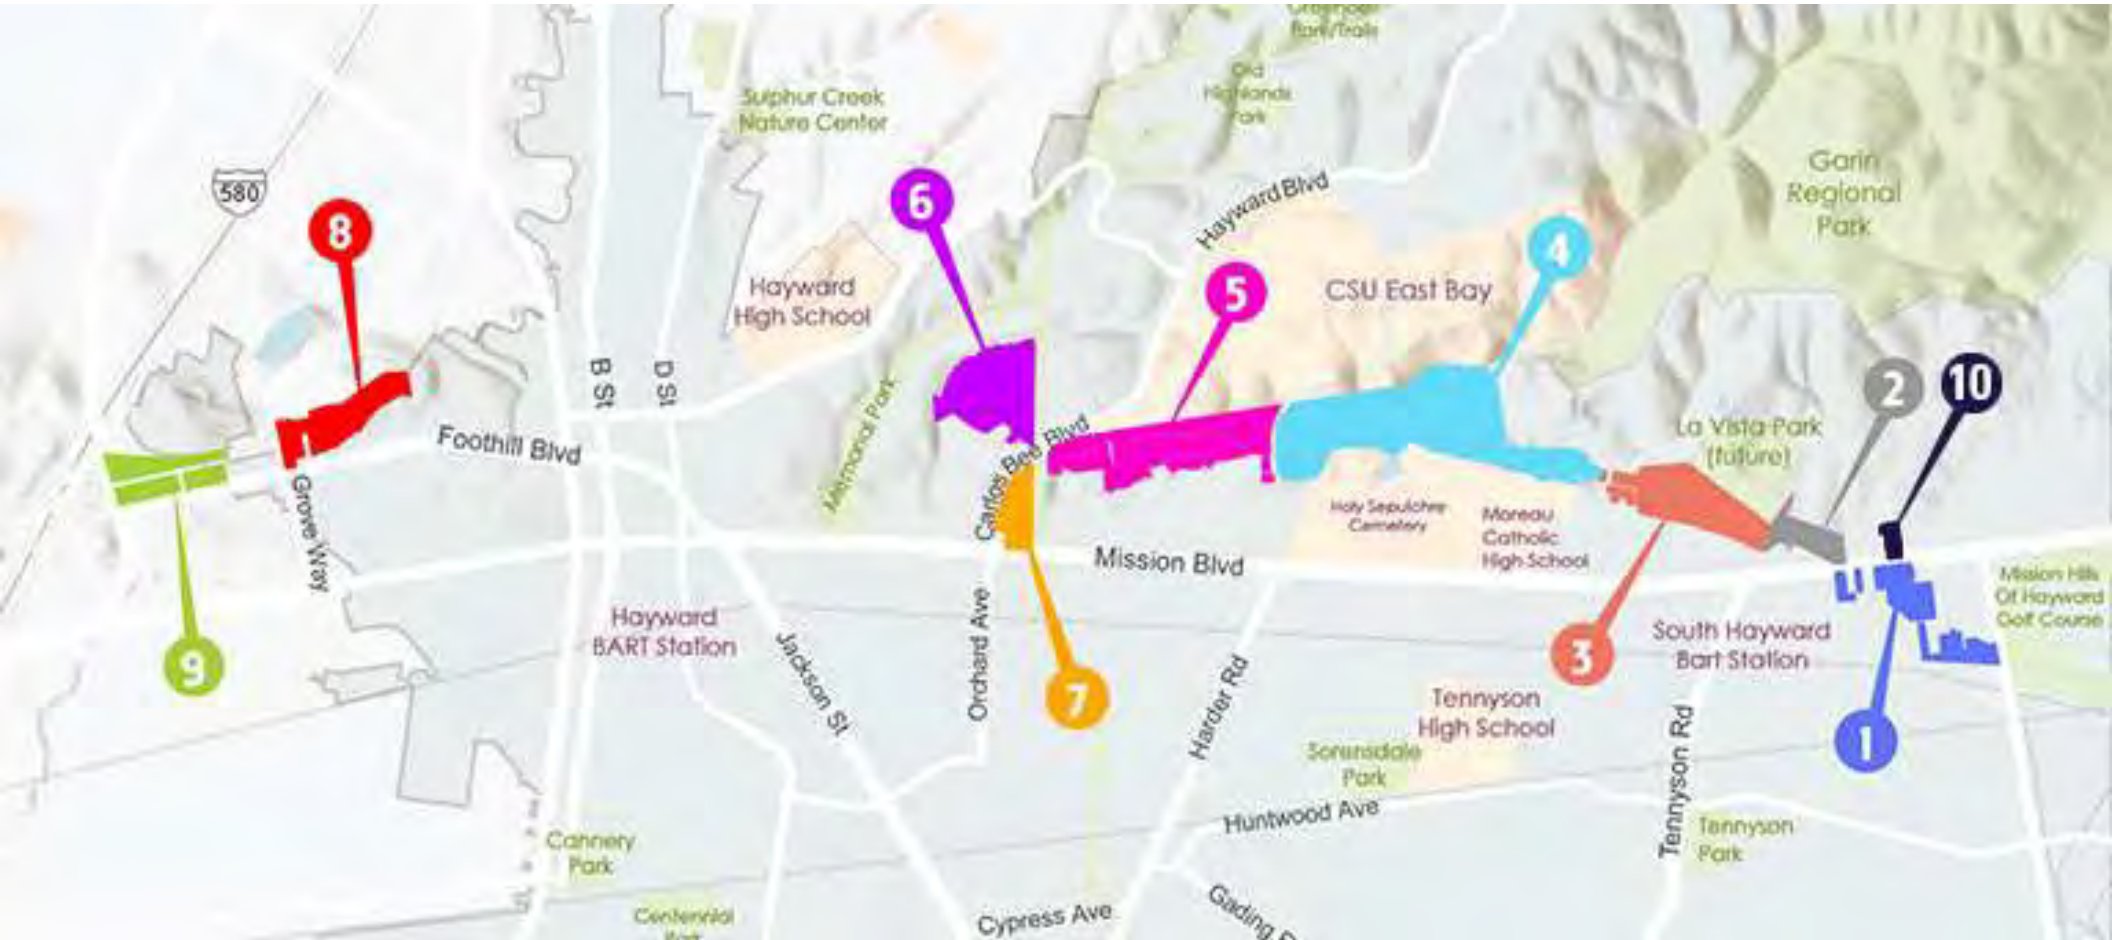 Park/Trails
Old
Highlands
Park
Sulphur Creek
Nature Center
Garin
Regional
Park
580
Hayward Blvd
6
8
4
5
CSU East Bay
Hayward
High School
2
10
B St
D St
Memorial Park
La Vista Park
(future)
Foothill Blvd
Carlos Bee Blvd
Grove Way
Holy Sepulchre
Cemetery
Moreau
Catholic
High School
Mission Blvd
Mission Hills
Of Hayward
Golf Course
Hayward
BART Station
Jackson St
Orchard Ave
Harder Rd
South Hayward
Bart Station
3
9
7
1
Tennyson
High School
Sorensdale
Park
Tennyson Rd
Huntwood Ave
Tennyson
Park
Cannery
Park
Centennial
Park
Cypress Ave
Gading